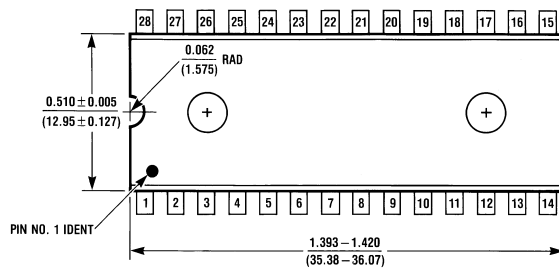 28 27 26 25 24 23 22 21 20 19 18 17 16 15
0.062
(1.575)
RAD
0.510 ± 0.005
(12.95 ± 0.127)
PIN NO. 1 IDENT
1 2 3 4 5 6 7 8 9 10 11 12 13 14
1.393 – 1.420
(35.38 – 36.07)